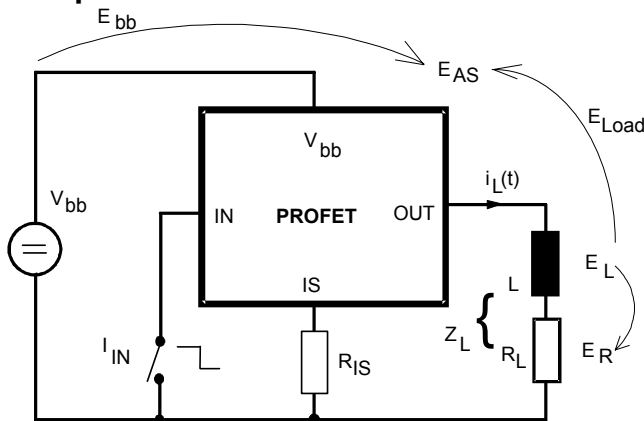 E bb
E AS
E Load
V bb
V bb
i L (t)
IN
PROFET
OUT
IS
L
E L
Z L {
I IN
R IS
R L
E R